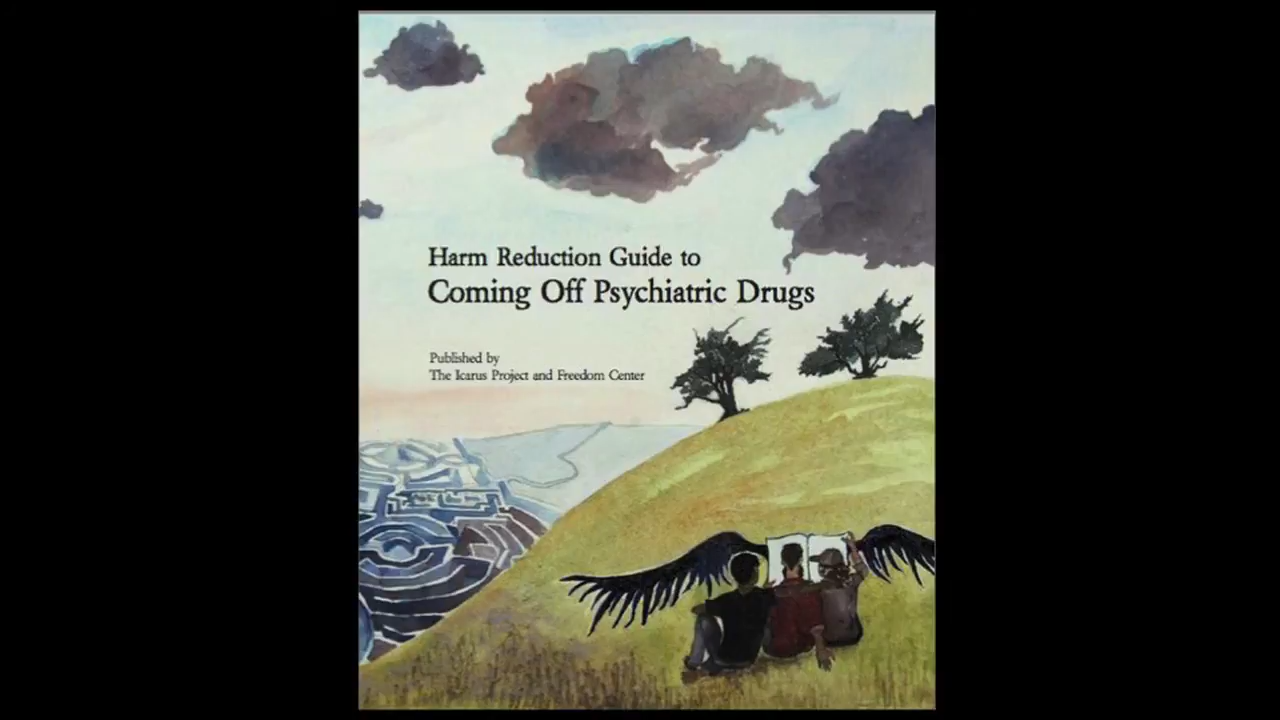 Harm Reduction Guide to
Coming Off Psychiatric Drugs
Published by
The Icarus Project and Freedom Center